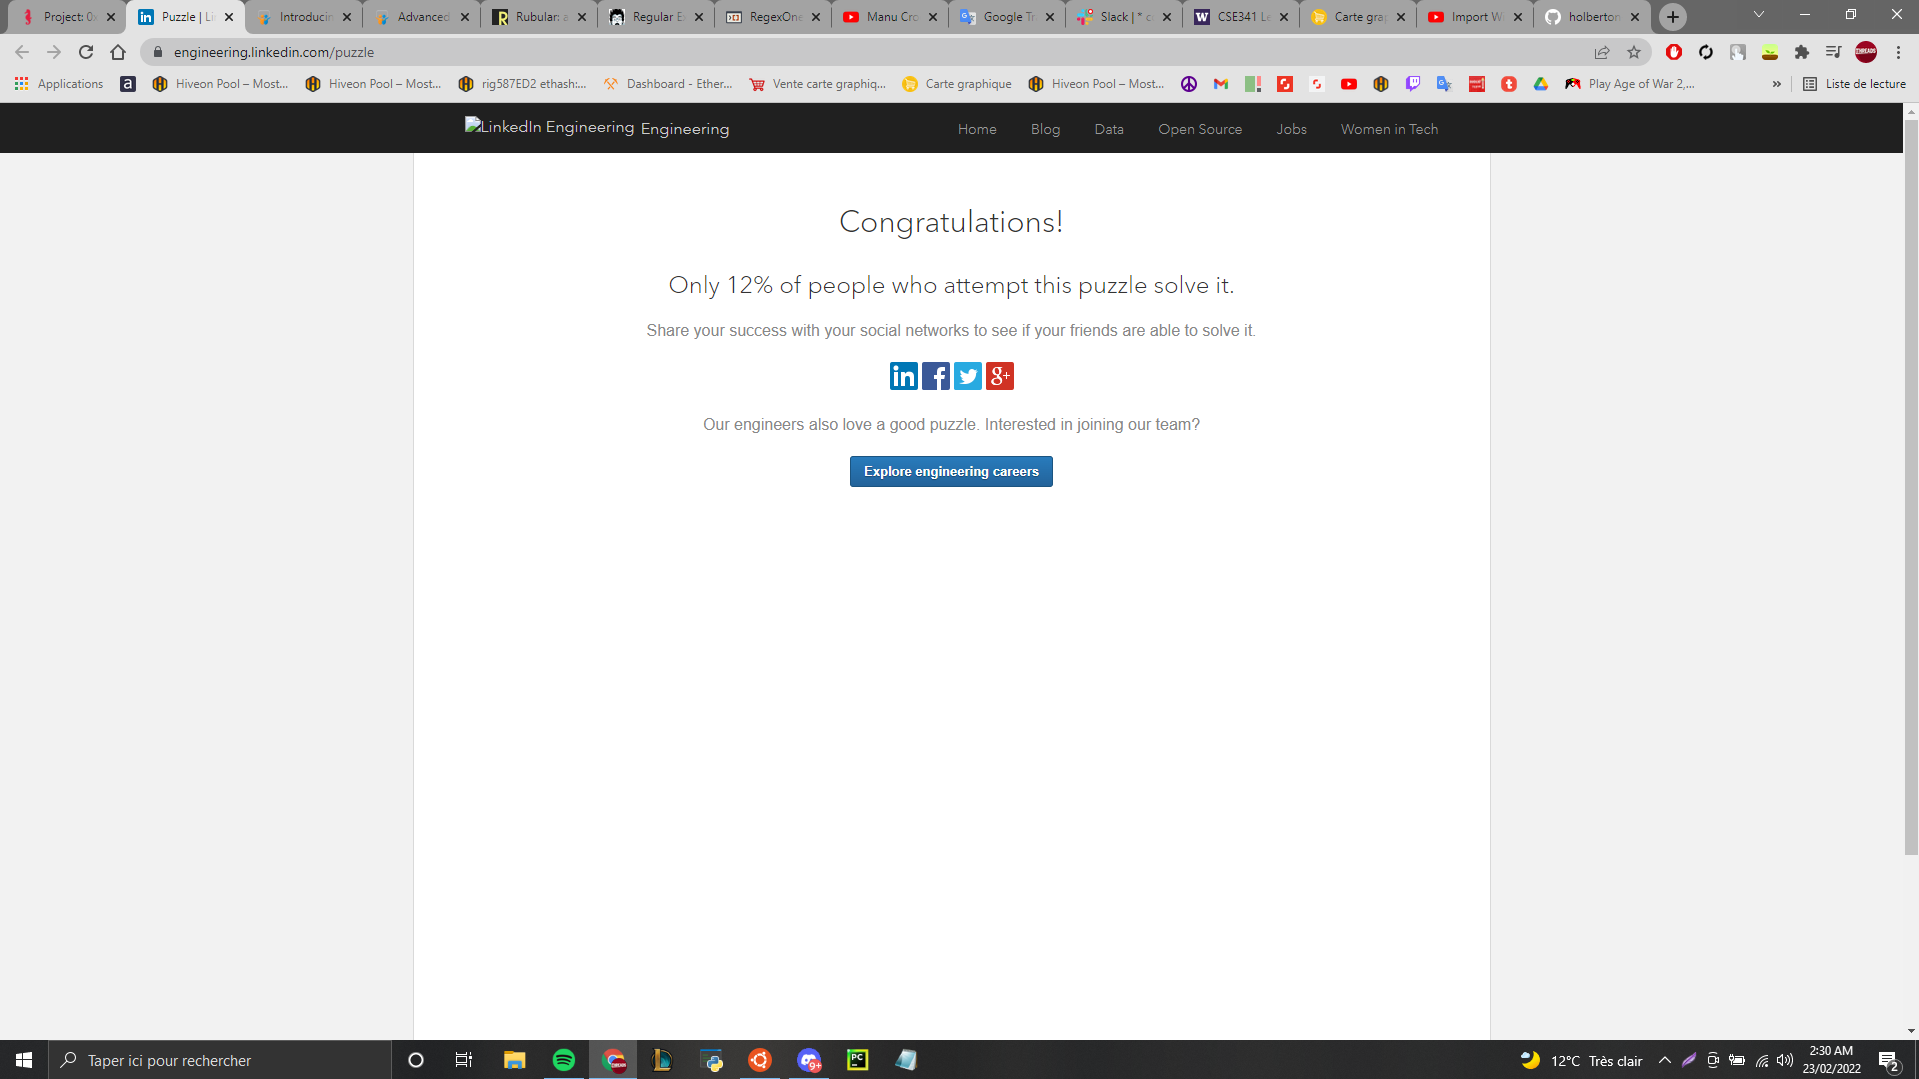 Project: 0x
Puzzle | Li
Introducin
Advanced
Rubular: a
Regular E
RegexOne
Manu Cro
Google Tr
Slack | * c
CSE341 Le
Carte grap
Import W
holberton
engineering.linkedin.com/puzzle
Applications
Hiveon Pool – Most...
Hiveon Pool – Most...
rig587ED2 ethash:...
Dashboard - Ether...
Vente carte graphiq...
Carte graphique
Hiveon Pool – Most...
Play Age of War 2,...
»
Liste de lecture
LinkedIn Engineering Engineering
Home
Blog
Data
Open Source
Jobs
Women in Tech
Congratulations!
Only 12% of people who attempt this puzzle solve it.
Share your success with your social networks to see if your friends are able to solve it.
in f g+
Our engineers also love a good puzzle. Interested in joining our team?
Explore engineering careers
Taper ici pour rechercher
9+
PC
12°C Très clair
2:30 AM
23/02/2022
2